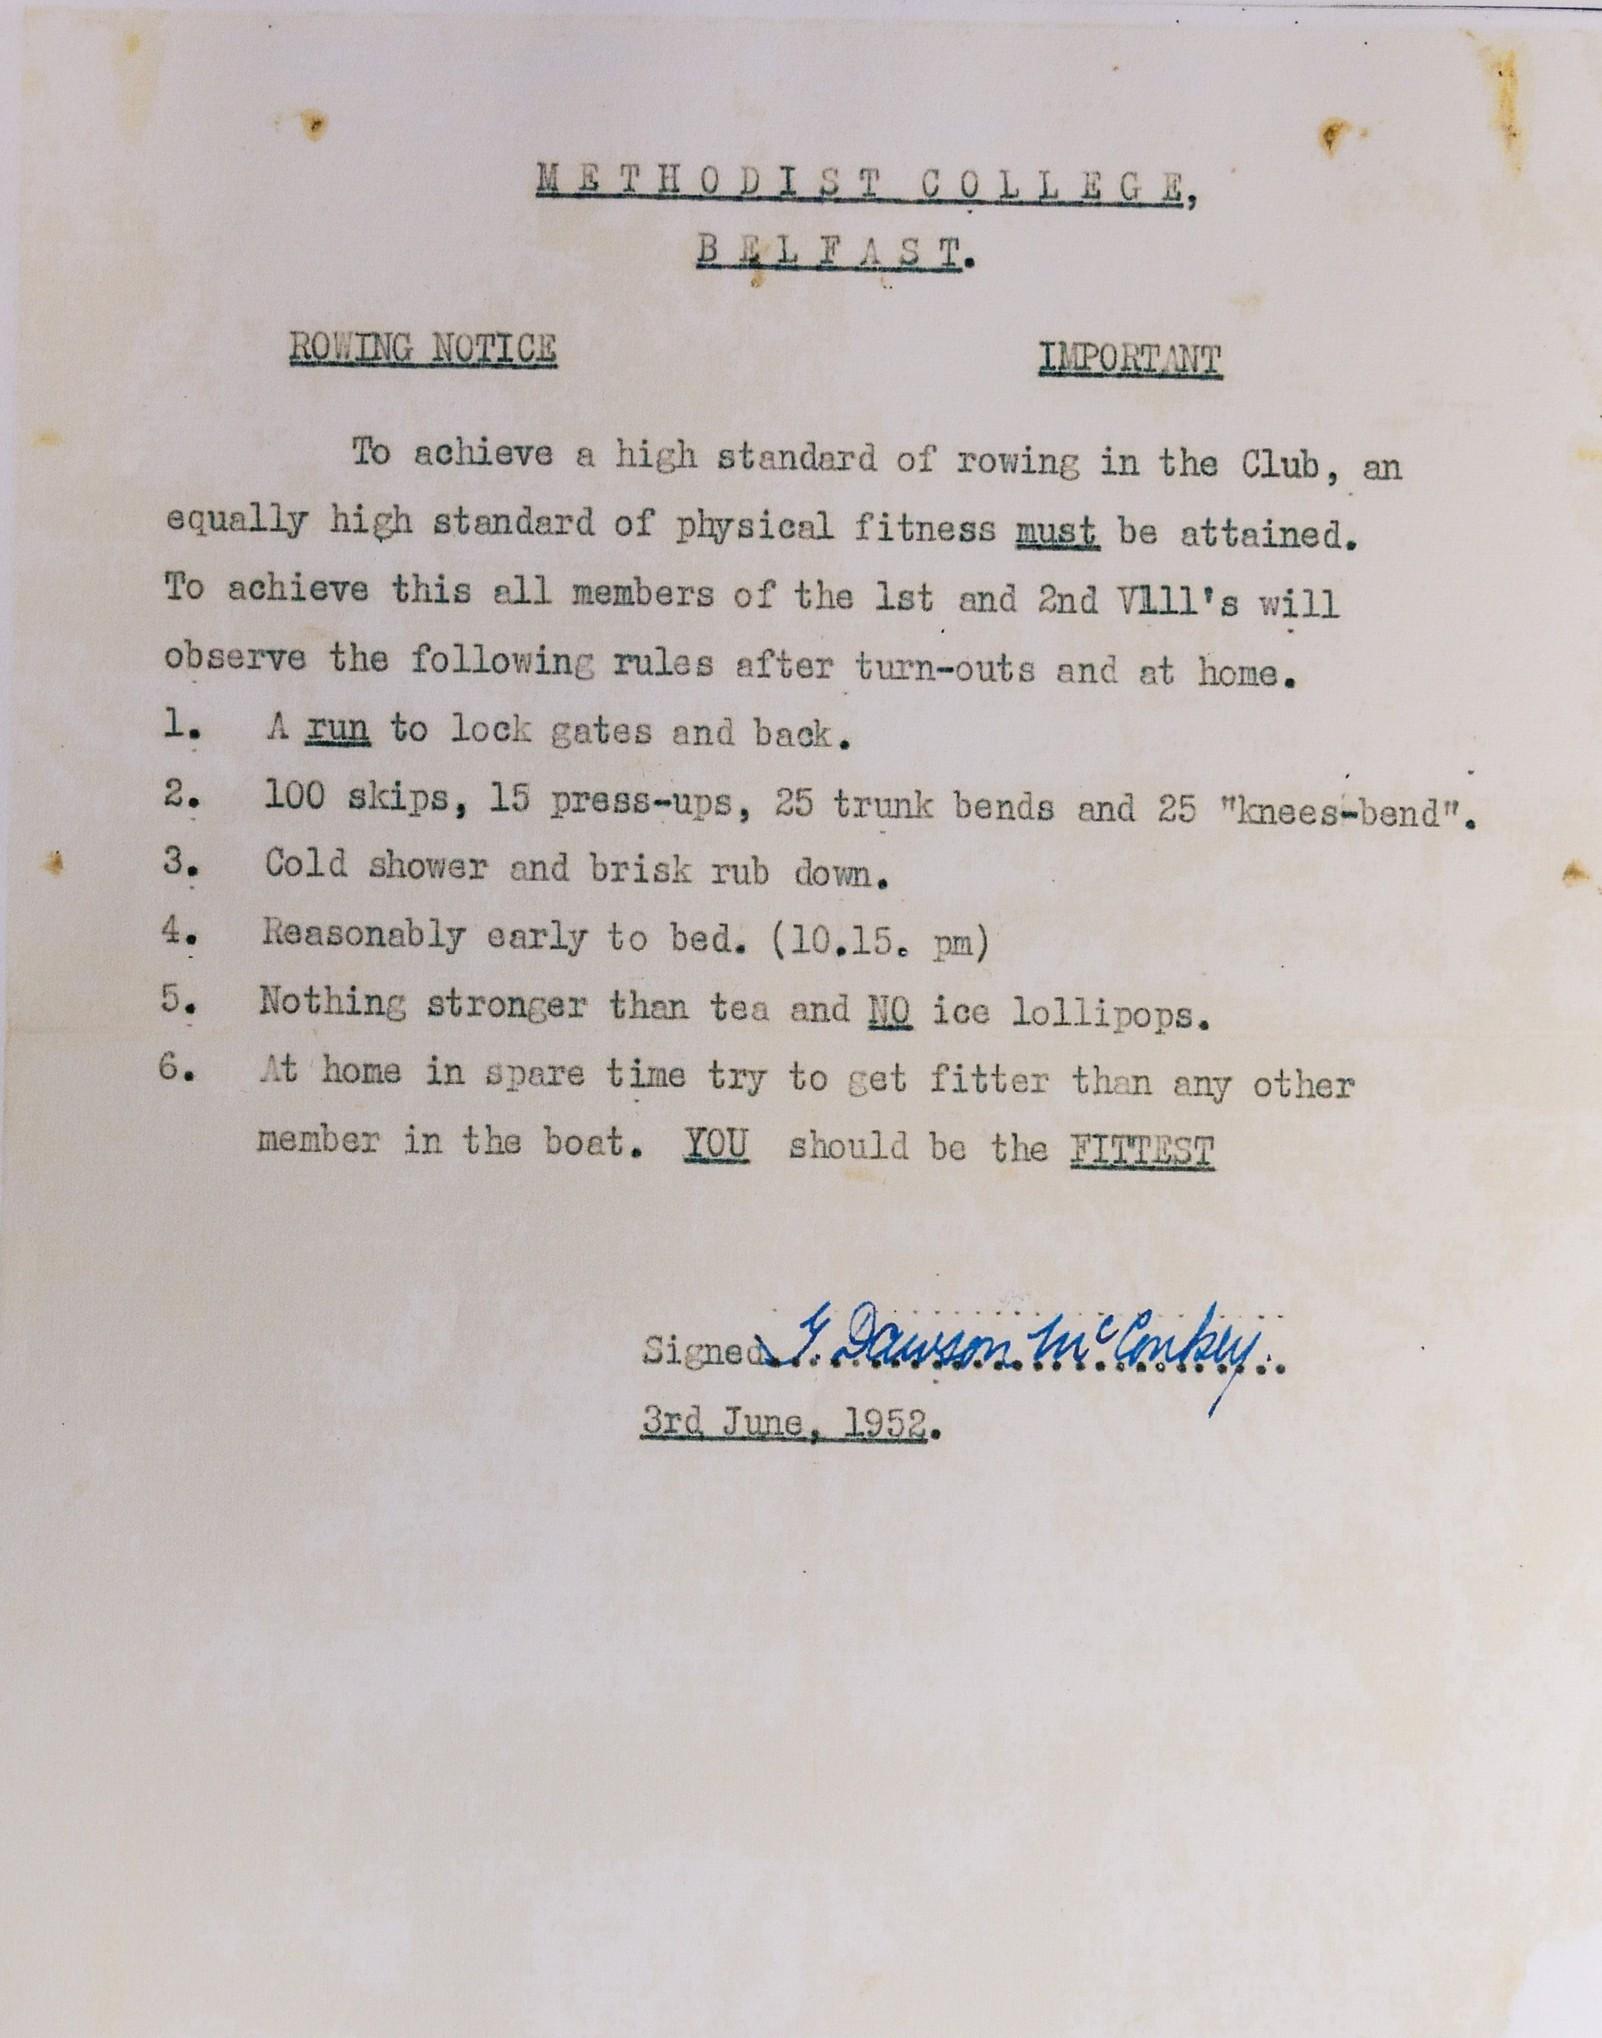 METHODIST COLLEGE,
BELFAST.
ROWING NOTICE IMPORTANT
To achieve a high standard of rowing in the Club, an
equally high standard of physical fitness must be attained.
To achieve this all members of the 1st and 2nd Vlll's will
observe the following rules after turn-outs and at home.
1. A run to lock gates and back.
2. 100 skips, 15 press-ups, 25 trunk bends and 25 "knees-bend".
3. Cold shower and brisk rub down.
4. Reasonably early to bed. (10.15. pm)
5. Nothing stronger than tea and NO ice lollipops.
6. At home in spare time try to get fitter than any other
member in the boat. YOU should be the FITTEST
Signed. Dawson McConkey
3rd June, 1952.